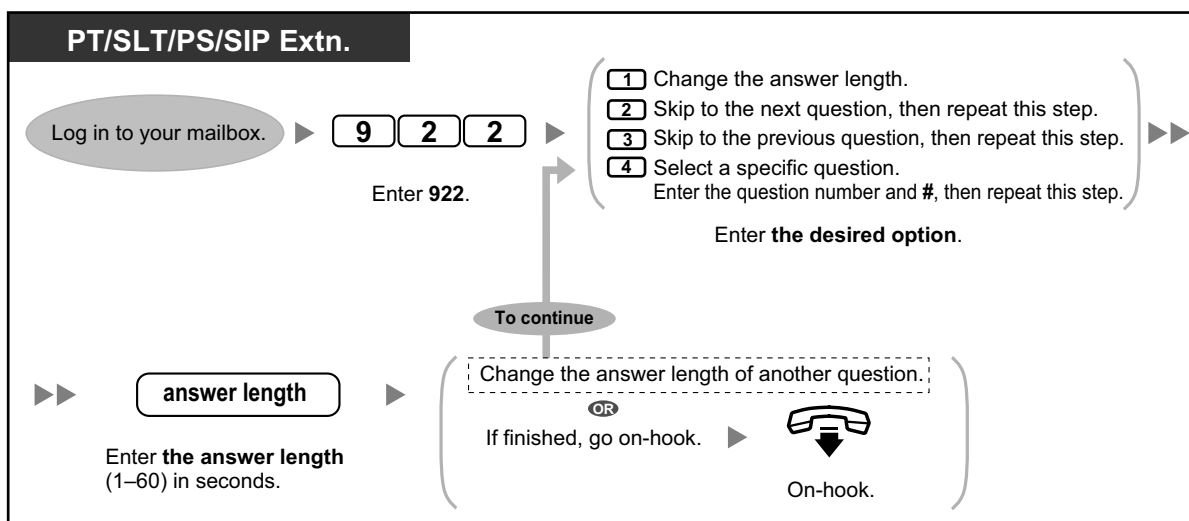 PT/SLT/PS/SIP Extn.
Log in to your mailbox.
9 2 2
Enter 922.
1 Change the answer length.
2 Skip to the next question, then repeat this step.
3 Skip to the previous question, then repeat this step.
4 Select a specific question.
Enter the question number and #, then repeat this step.
Enter the desired option.
To continue
answer length
Enter the answer length
(1–60) in seconds.
Change the answer length of another question.
OR
If finished, go on-hook.
On-hook.